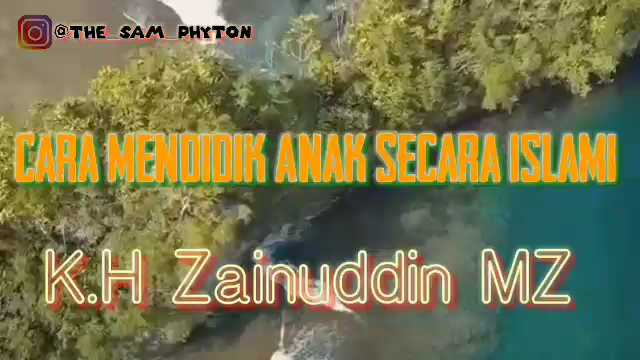 @THE_SAM_PHYTON
CARA MENDIDIK ANAK SECARA ISLAMI
K.H Zainuddin MZ